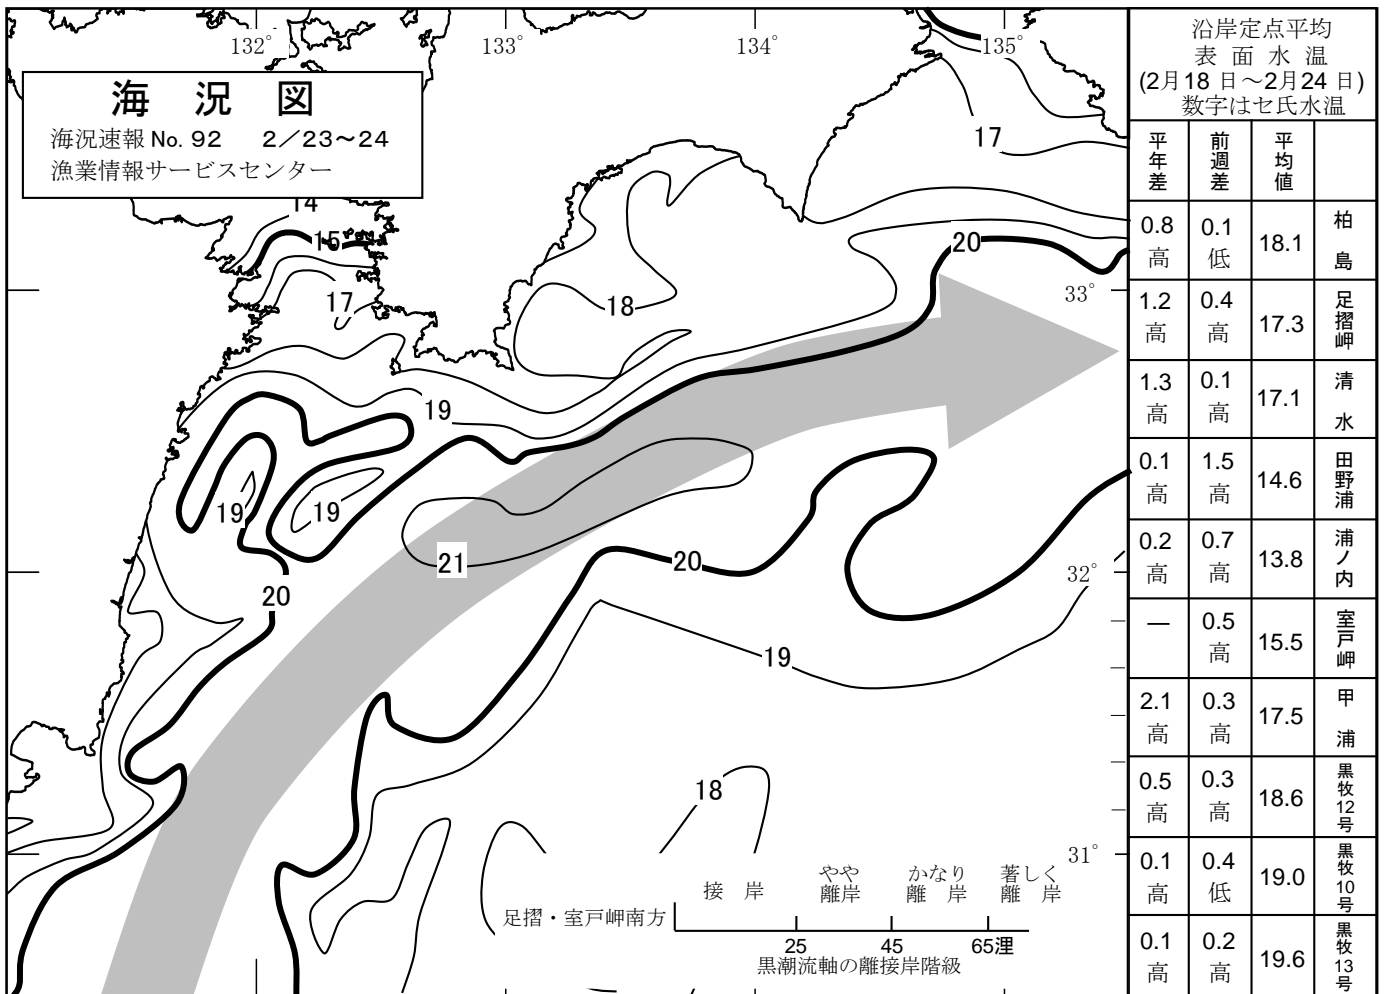 132°
133°
134°
135°
海況図
海況速報 No. 92 2／23～24
漁業情報サービスセンター
14
15
17
17
18
19
20
33°
19
19
21
20
20
32°
19
18
31°
接岸
やや離岸
かなり離岸
著しく離岸
足摺・室戸岬南方
25 45 65浬
黒潮流軸の離接岸階級
沿岸定点平均
表面水温
(2月18日～2月24日)
数字はセ氏水温
平年差 前週差 平均値
0.8高 0.1低 18.1 柏島
1.2高 0.4高 17.3 足摺岬
1.3高 0.1高 17.1 清水
0.1高 1.5高 14.6 田野浦
0.2高 0.7高 13.8 浦ノ内
― 0.5高 15.5 室戸岬
2.1高 0.3高 17.5 甲浦
0.5高 0.3高 18.6 黒牧12号
0.1高 0.4低 19.0 黒牧10号
0.1高 0.2高 19.6 黒牧13号